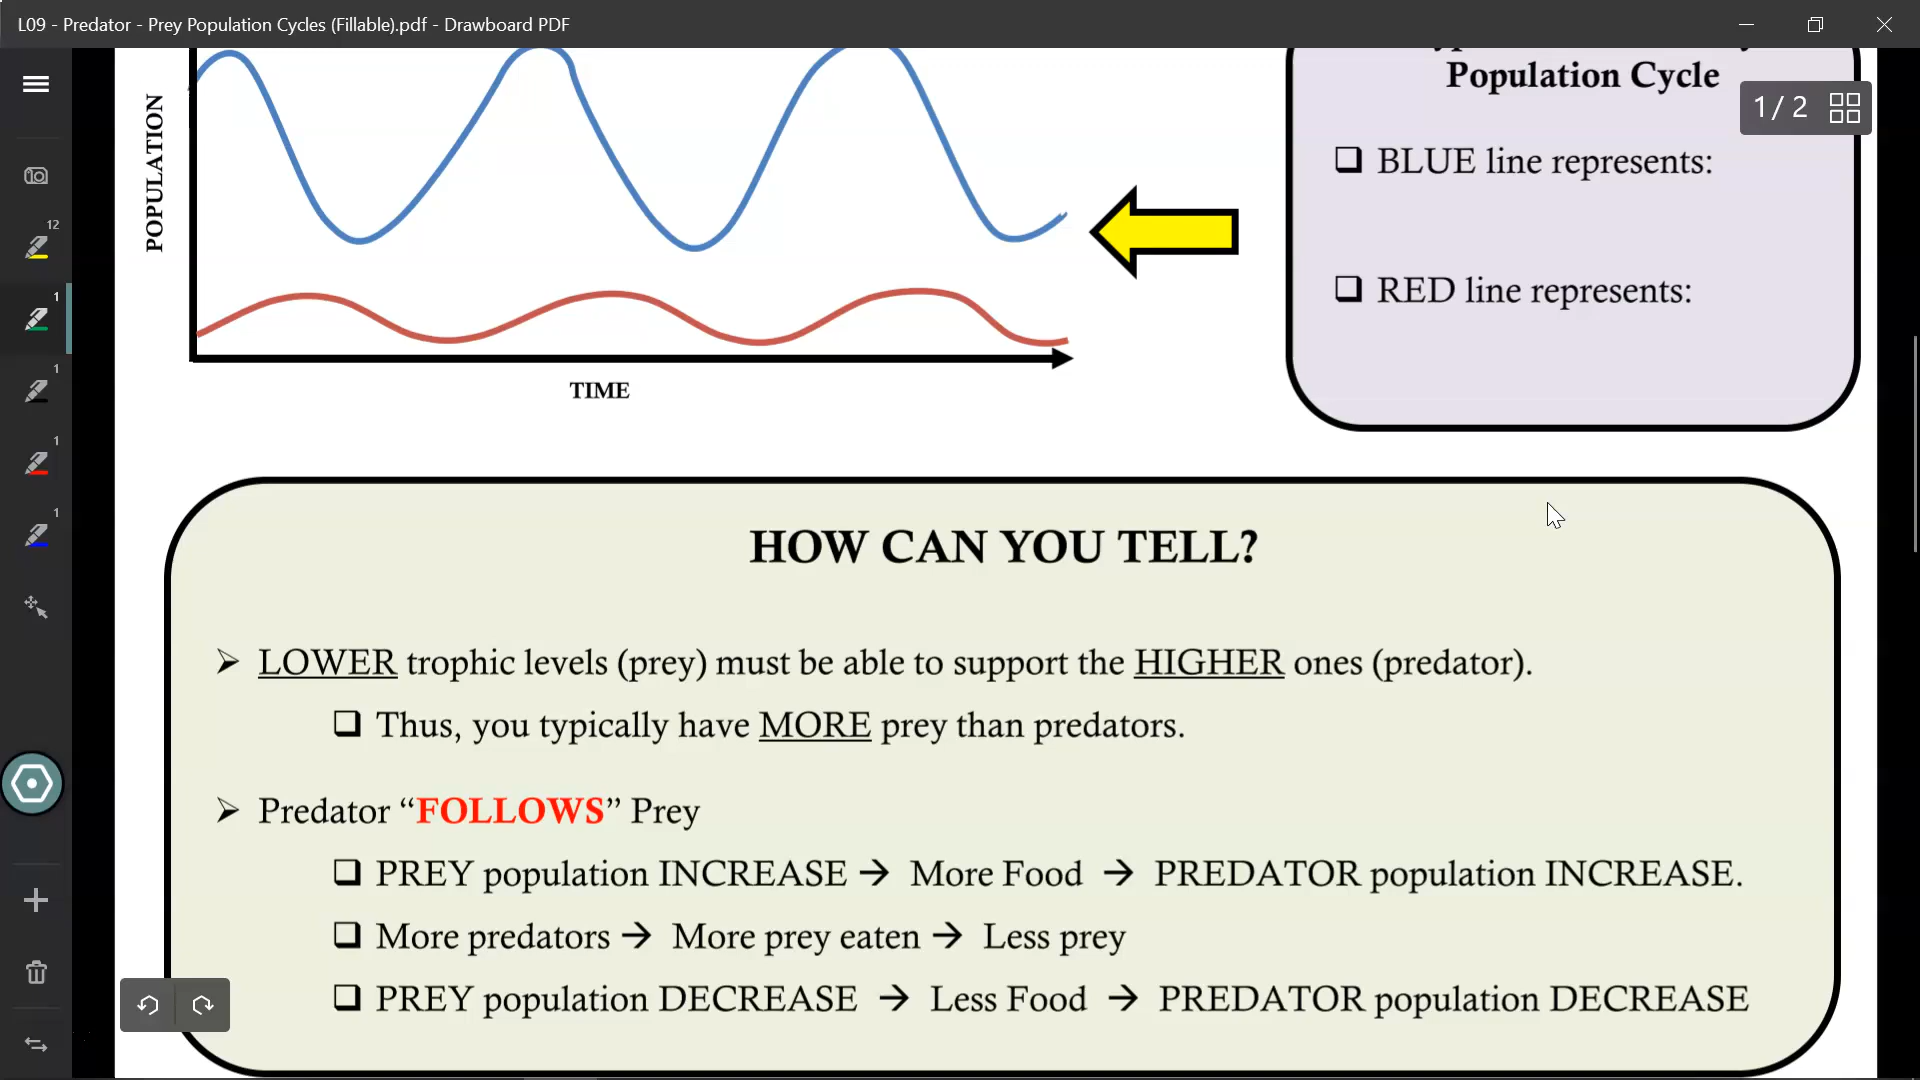 L09 - Predator - Prey Population Cycles (Fillable).pdf - Drawboard PDF
Population Cycle
1 / 2
POPULATION
BLUE line represents:
12
RED line represents:
1
1
TIME
1
1
HOW CAN YOU TELL?
LOWER trophic levels (prey) must be able to support the HIGHER ones (predator).
Thus, you typically have MORE prey than predators.
Predator “FOLLOWS” Prey
PREY population INCREASE → More Food → PREDATOR population INCREASE.
More predators → More prey eaten → Less prey
PREY population DECREASE → Less Food → PREDATOR population DECREASE